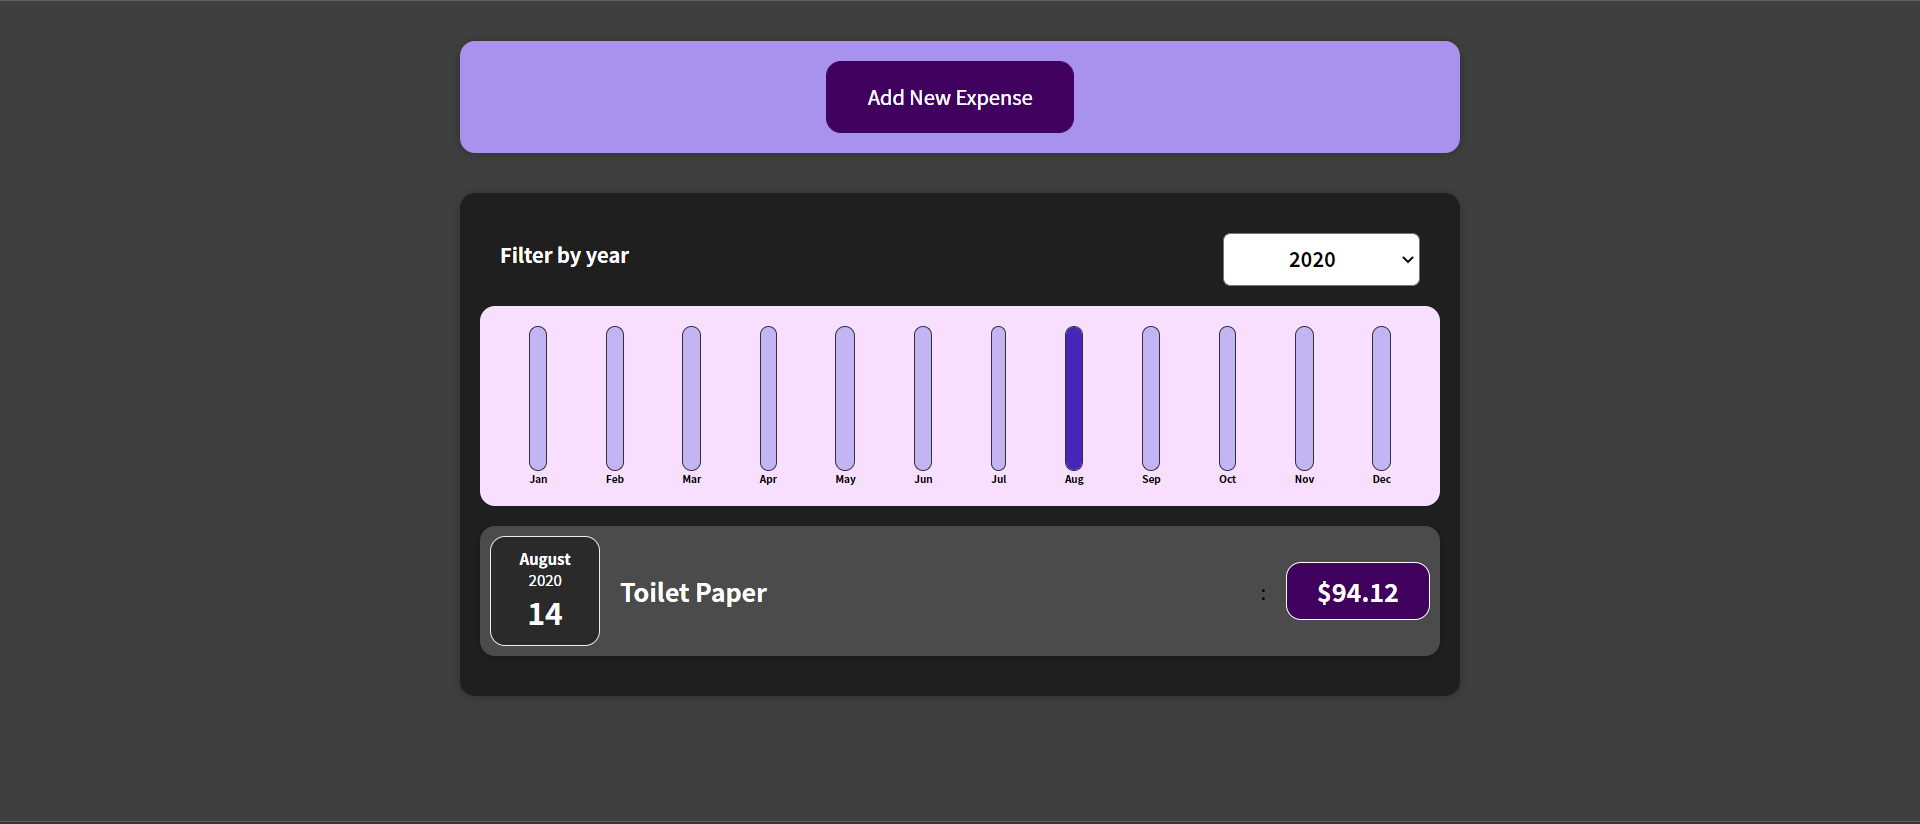 Add New Expense
Filter by year
2020
Jan Feb Mar Apr May Jun Jul Aug Sep Oct Nov Dec
August
2020
14
Toilet Paper
:
$94.12